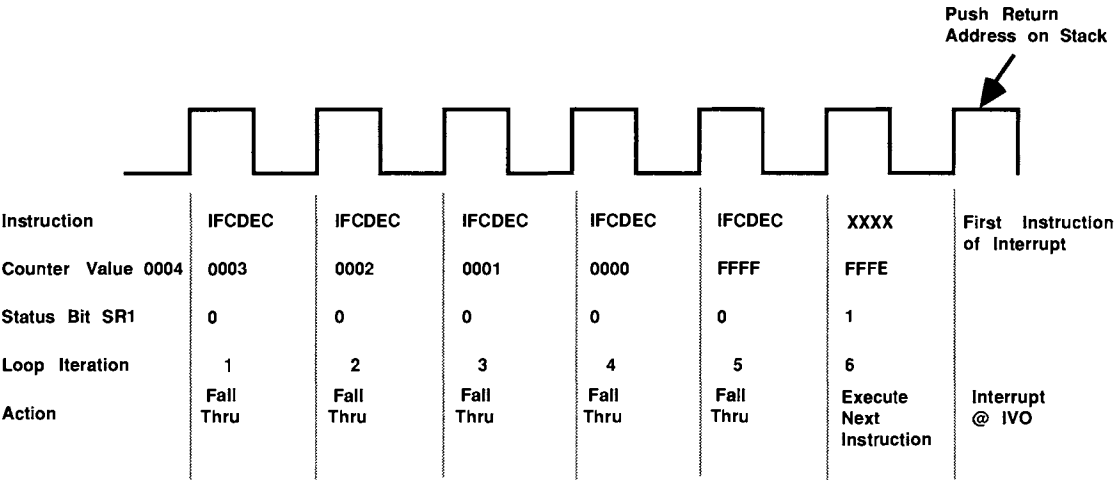 Push Return
Address on Stack
Instruction IFCDEC IFCDEC IFCDEC IFCDEC IFCDEC XXXX First Instruction
of Interrupt
Counter Value 0004 0003 0002 0001 0000 FFFF FFFE
Status Bit SR1 0 0 0 0 0 1
Loop Iteration 1 2 3 4 5 6
Action Fall Thru Fall Thru Fall Thru Fall Thru Fall Thru Execute Next Instruction Interrupt @ IVO